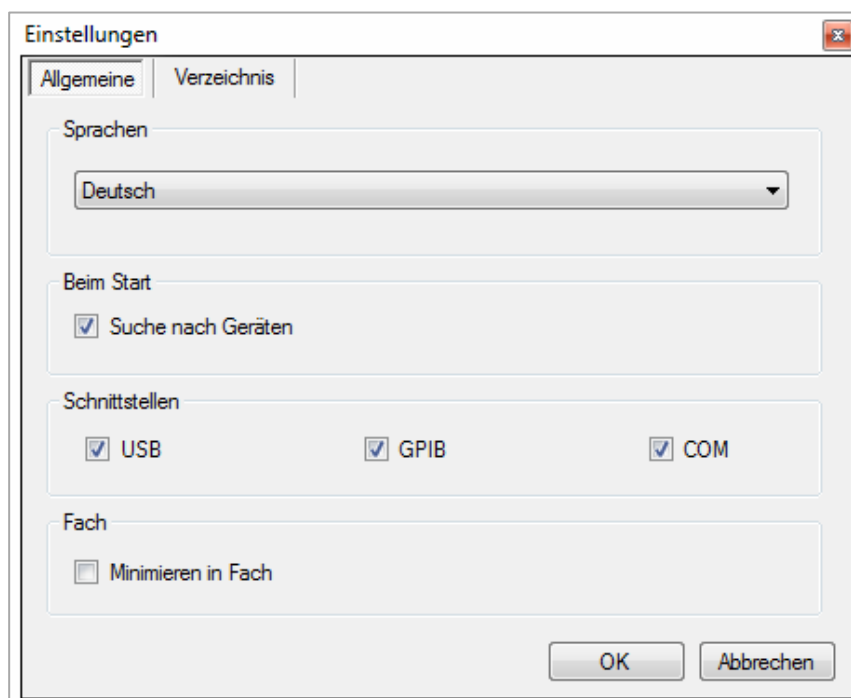 Einstellungen
Allgemeine Verzeichnis
Sprachen
Deutsch
Beim Start
Suche nach Geräten
Schnittstellen
USB GPIB COM
Fach
Minimieren in Fach
OK Abbrechen